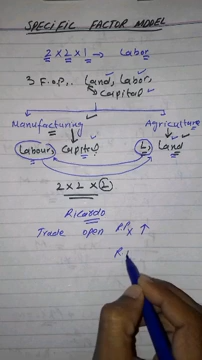 SPECIFIC FACTOR MODEL
2 x 2 x 1 → Labor
3 F.O.P.. Land, Labor,
Capital
Manufacturing Agriculture
Labour, Capital L Land
2 x 2 x 2
Ricardo
Trade open R.Px ↑
R.